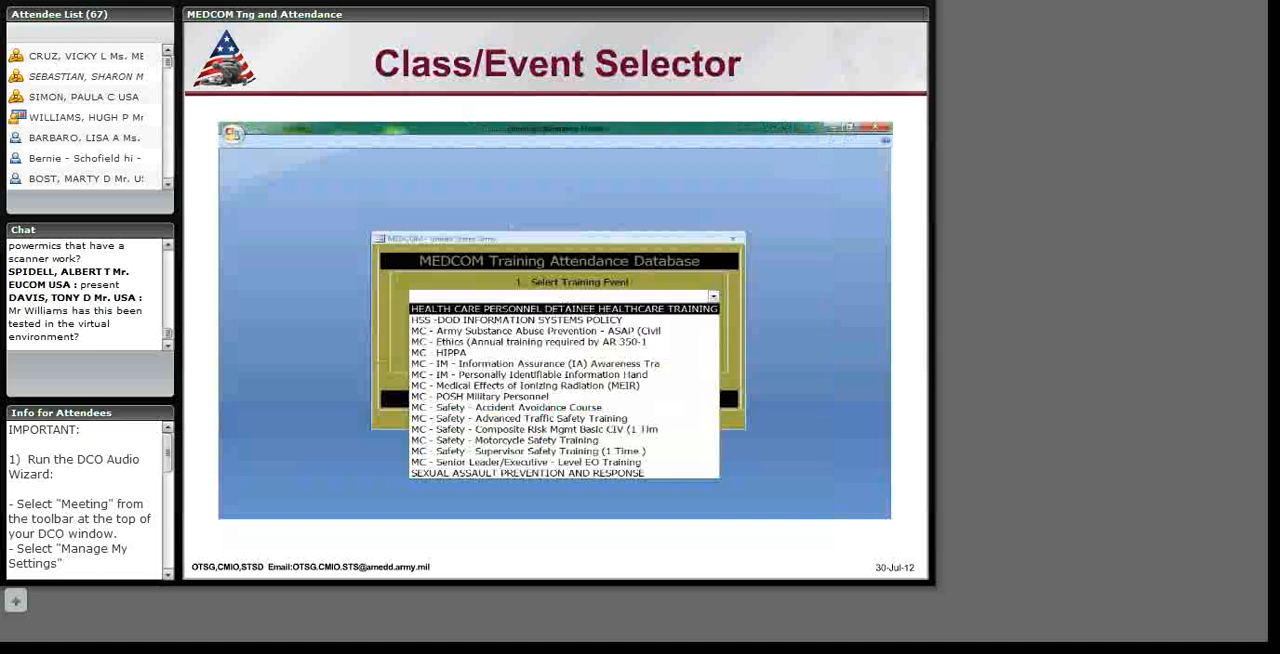 Attendee List (67)
CRUZ, VICKY L Ms. ME
SEBASTIAN, SHARON M
SIMON, PAULA C USA
WILLIAMS, HUGH P Mr
BARBARO, LISA A Ms.
Bernie - Schofield hi -
BOST, MARTY D Mr. U
Chat
powermics that have a
scanner work?
SPIDELL, ALBERT T Mr.
EUCOM USA : present
DAVIS, TONY D Mr. USA :
Mr Williams has this been
tested in the virtual
environment?
Info for Attendees
IMPORTANT:
1) Run the DCO Audio
Wizard:
- Select "Meeting" from
the toolbar at the top of
your DCO window.
- Select "Manage My
Settings"
MEDCOM Tng and Attendance
Class/Event Selector
MEDCOM - United States Army
MEDCOM Training Attendance Database
1. Select Training Event
HEALTH CARE PERSONNEL DETAINEE HEALTHCARE TRAINING
HSS -DOD INFORMATION SYSTEMS POLICY
MC - Army Substance Abuse Prevention - ASAP (Civil
MC - Ethics (Annual training required by AR 350-1
MC - HIPPA
MC - IM - Information Assurance (IA) Awareness Tra
MC - IM - Personally Identifiable Information Hand
MC - Medical Effects of Ionizing Radiation (MEIR)
MC - POSH Military Personnel
MC - Safety - Accident Avoidance Course
MC - Safety - Advanced Traffic Safety Training
MC - Safety - Composite Risk Mgmt Basic CIV (1 Tim
MC - Safety - Motorcycle Safety Training
MC - Safety - Supervisor Safety Training (1 Time )
MC - Senior Leader/Executive - Level EO Training
SEXUAL ASSAULT PREVENTION AND RESPONSE
OTSG,CMIO,STSD Email:OTSG.CMIO.STS@amedd.army.mil
30-Jul-12